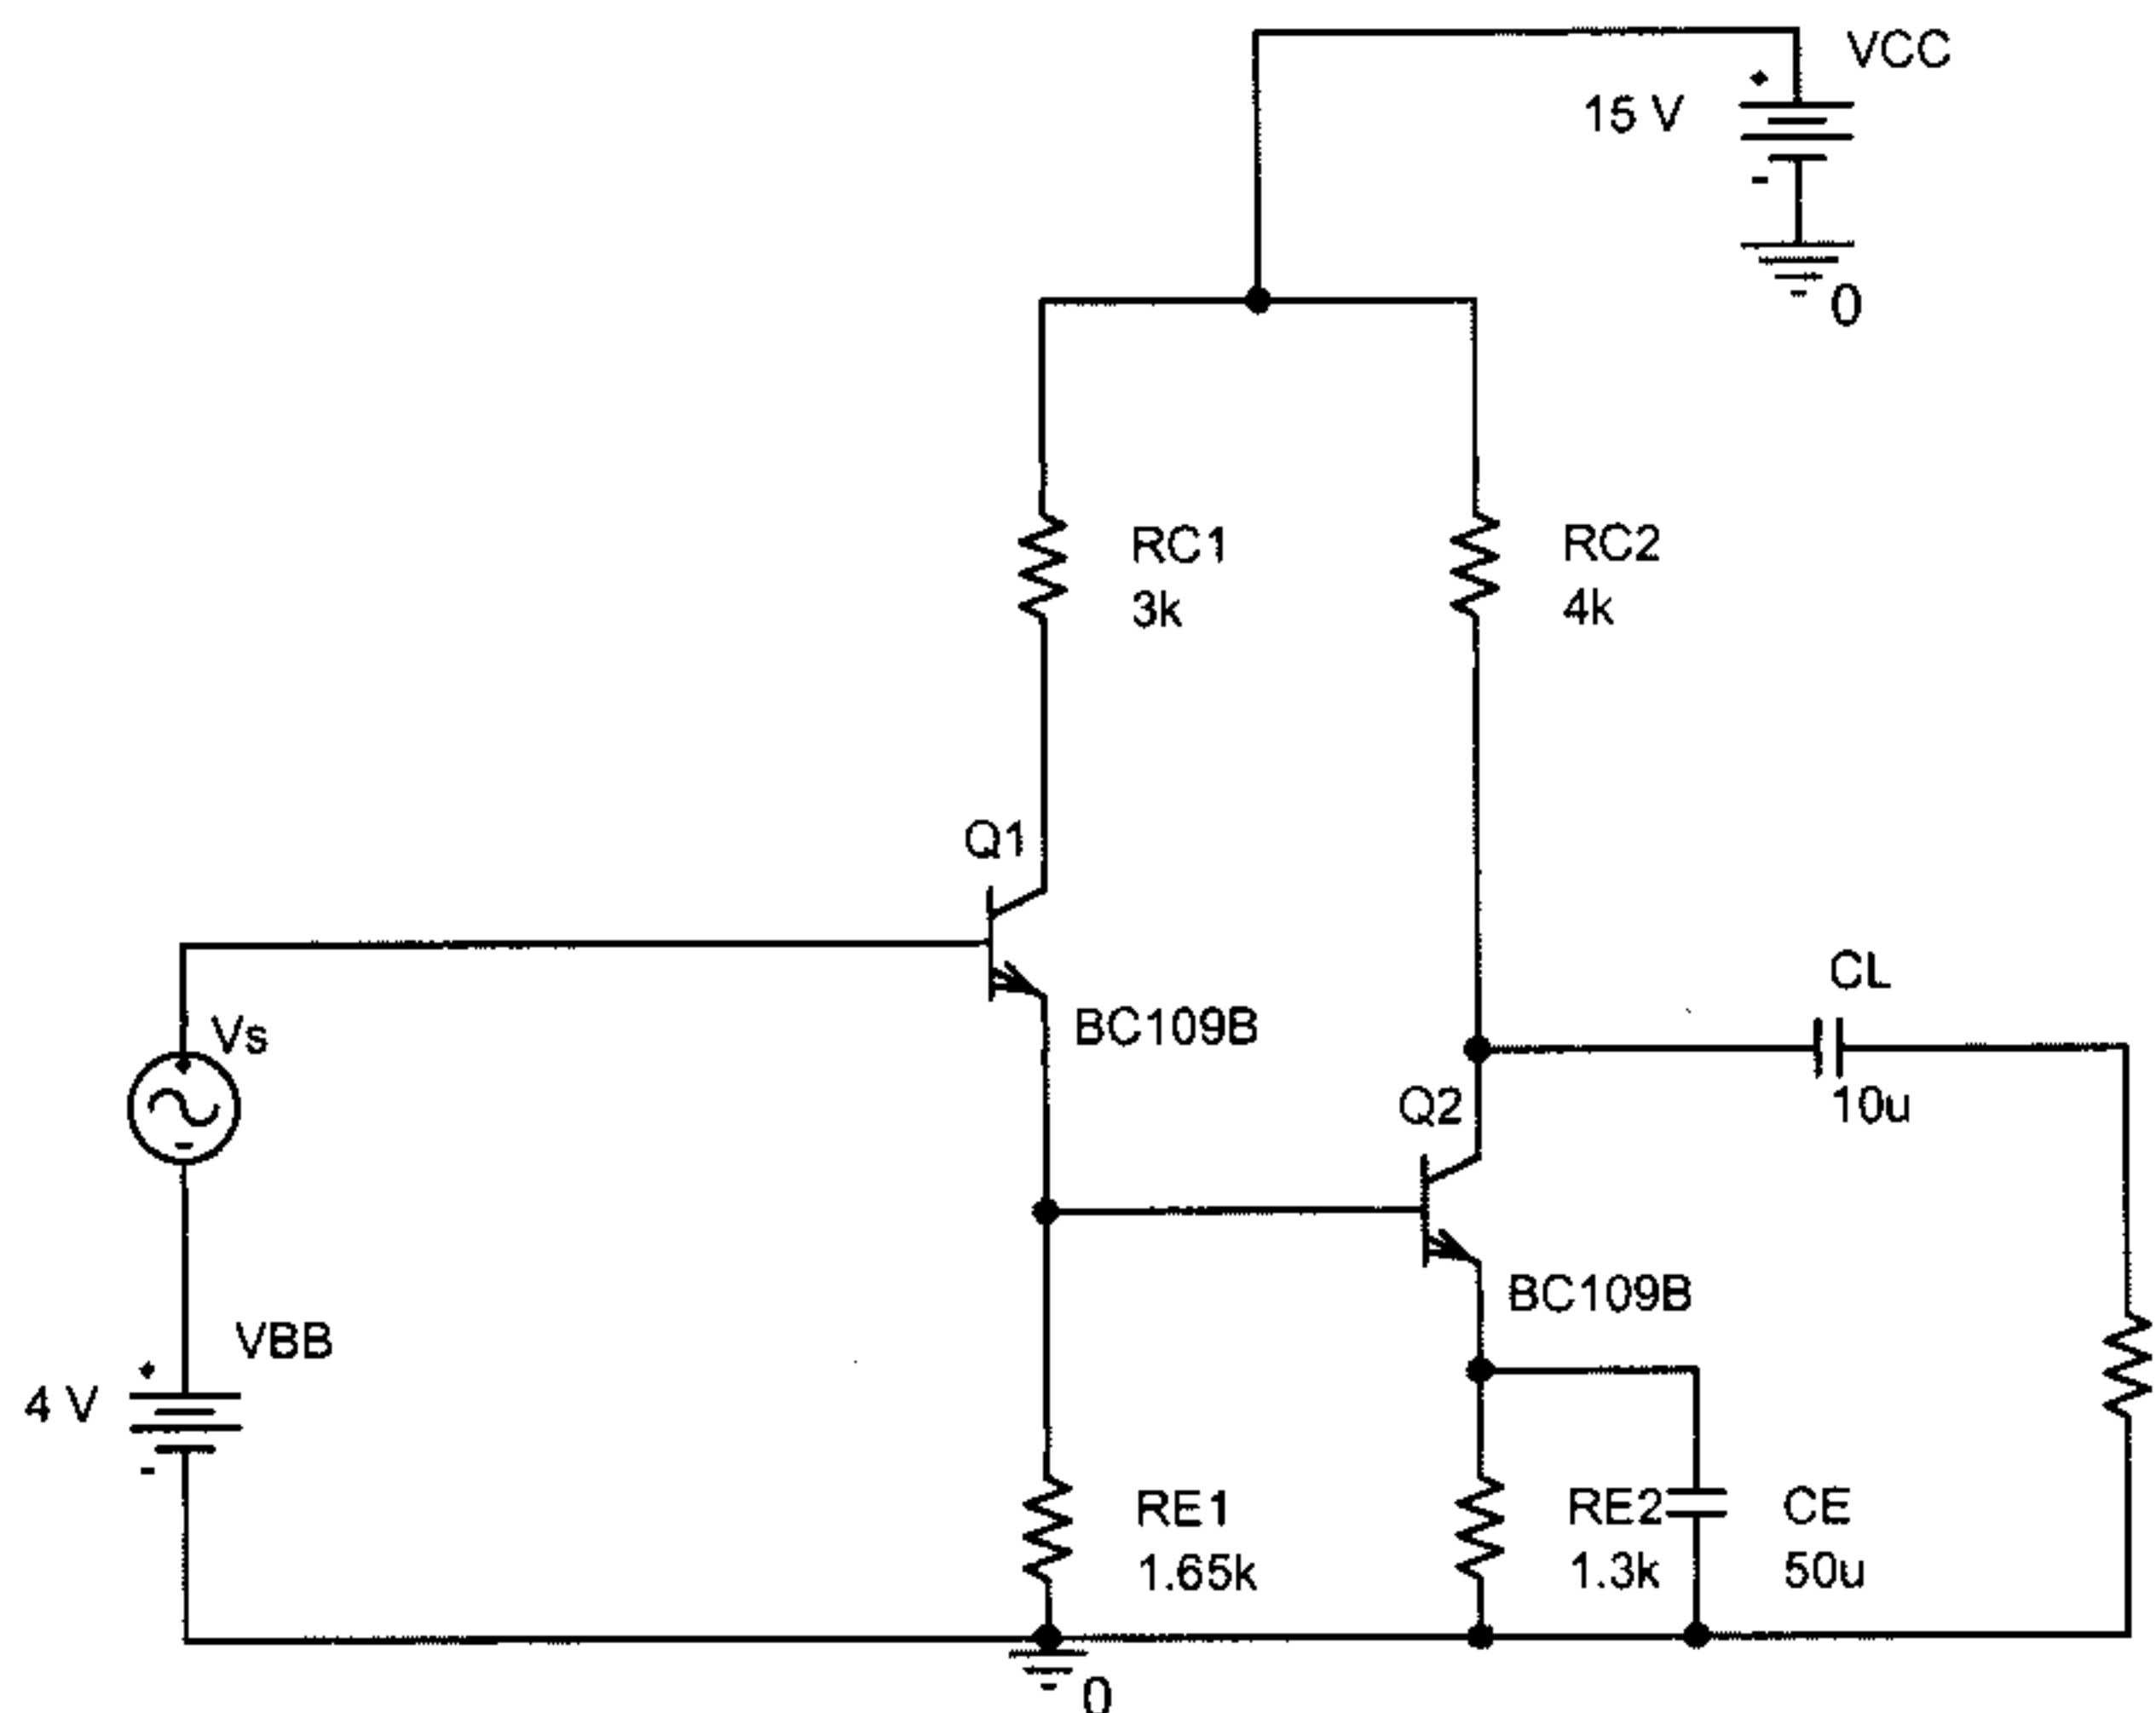 VCC
15 V
0
RC1
3k
RC2
4k
Q1
BC109B
CL
10u
Vs
Q2
BC109B
VBB
4 V
RE1
1.65k
RE2
1.3k
CE
50u
0